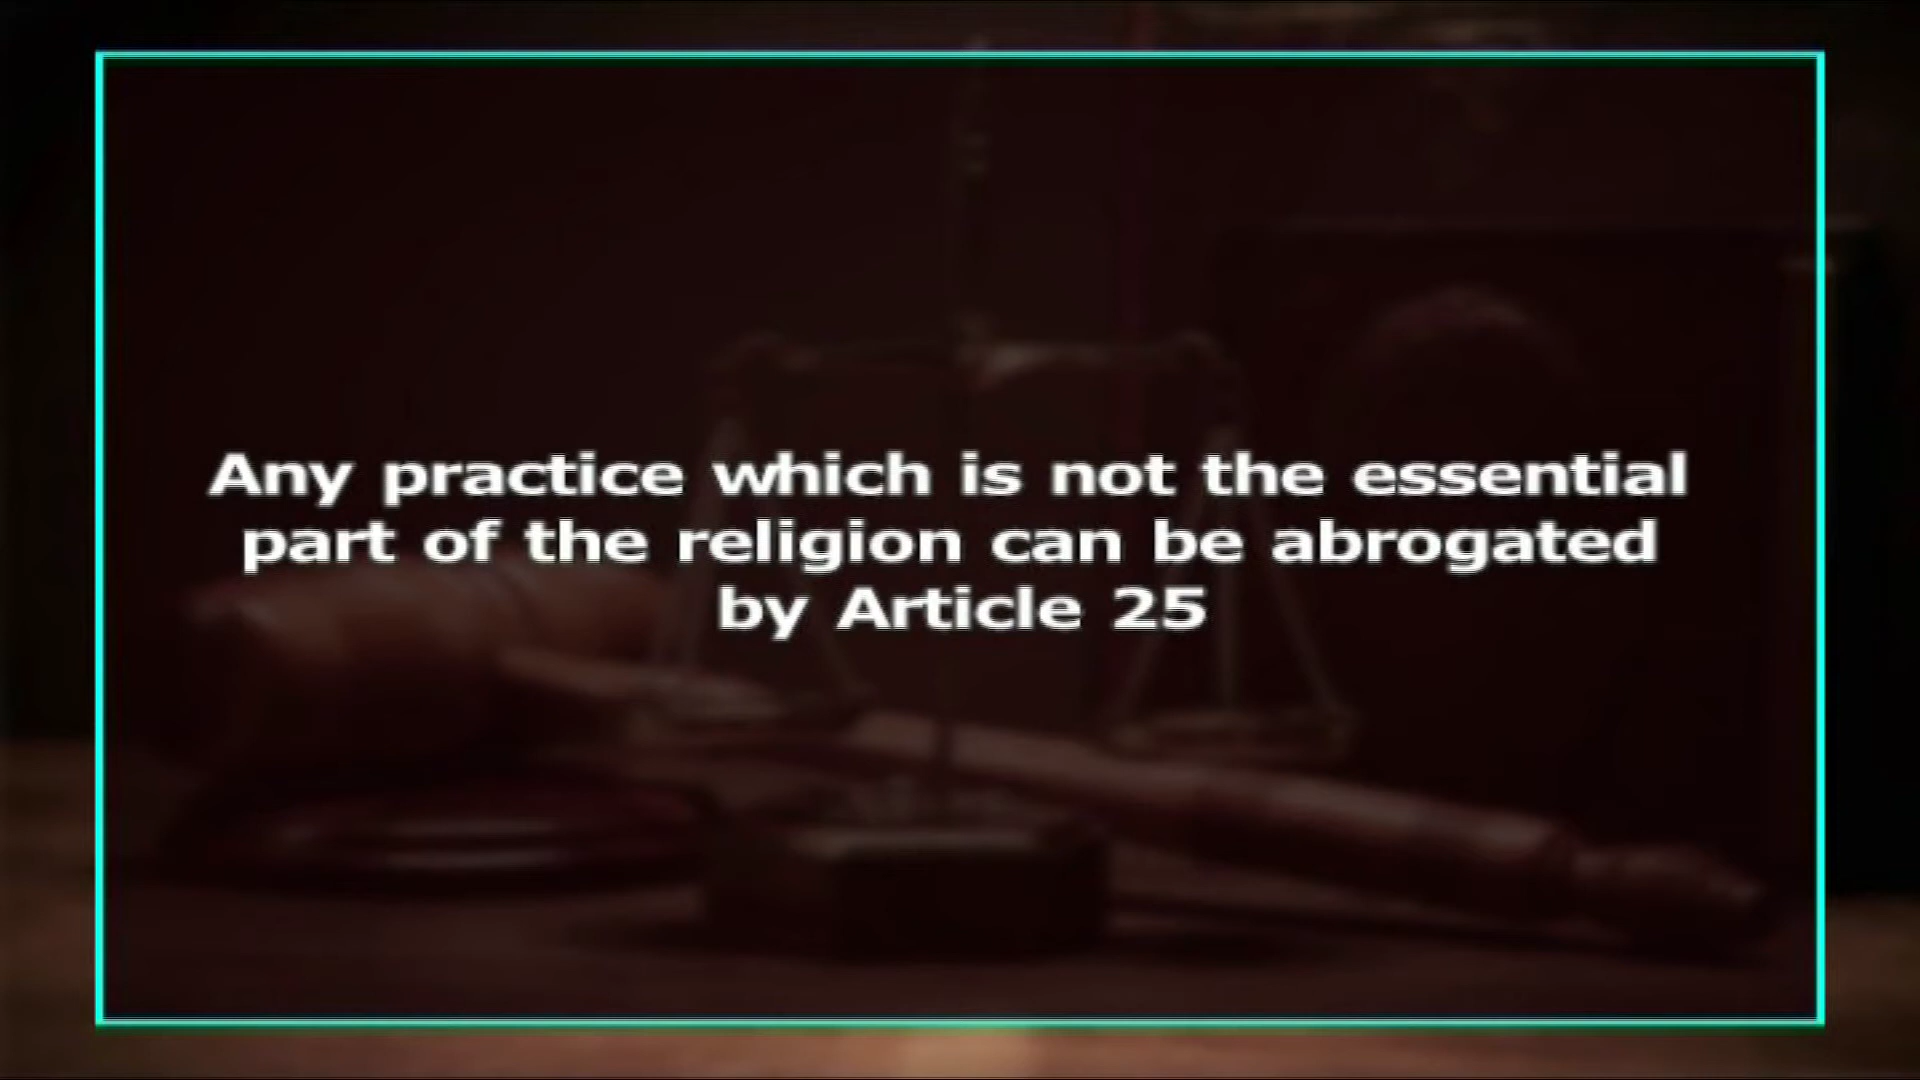 Any practice which is not the essential
part of the religion can be abrogated
by Article 25